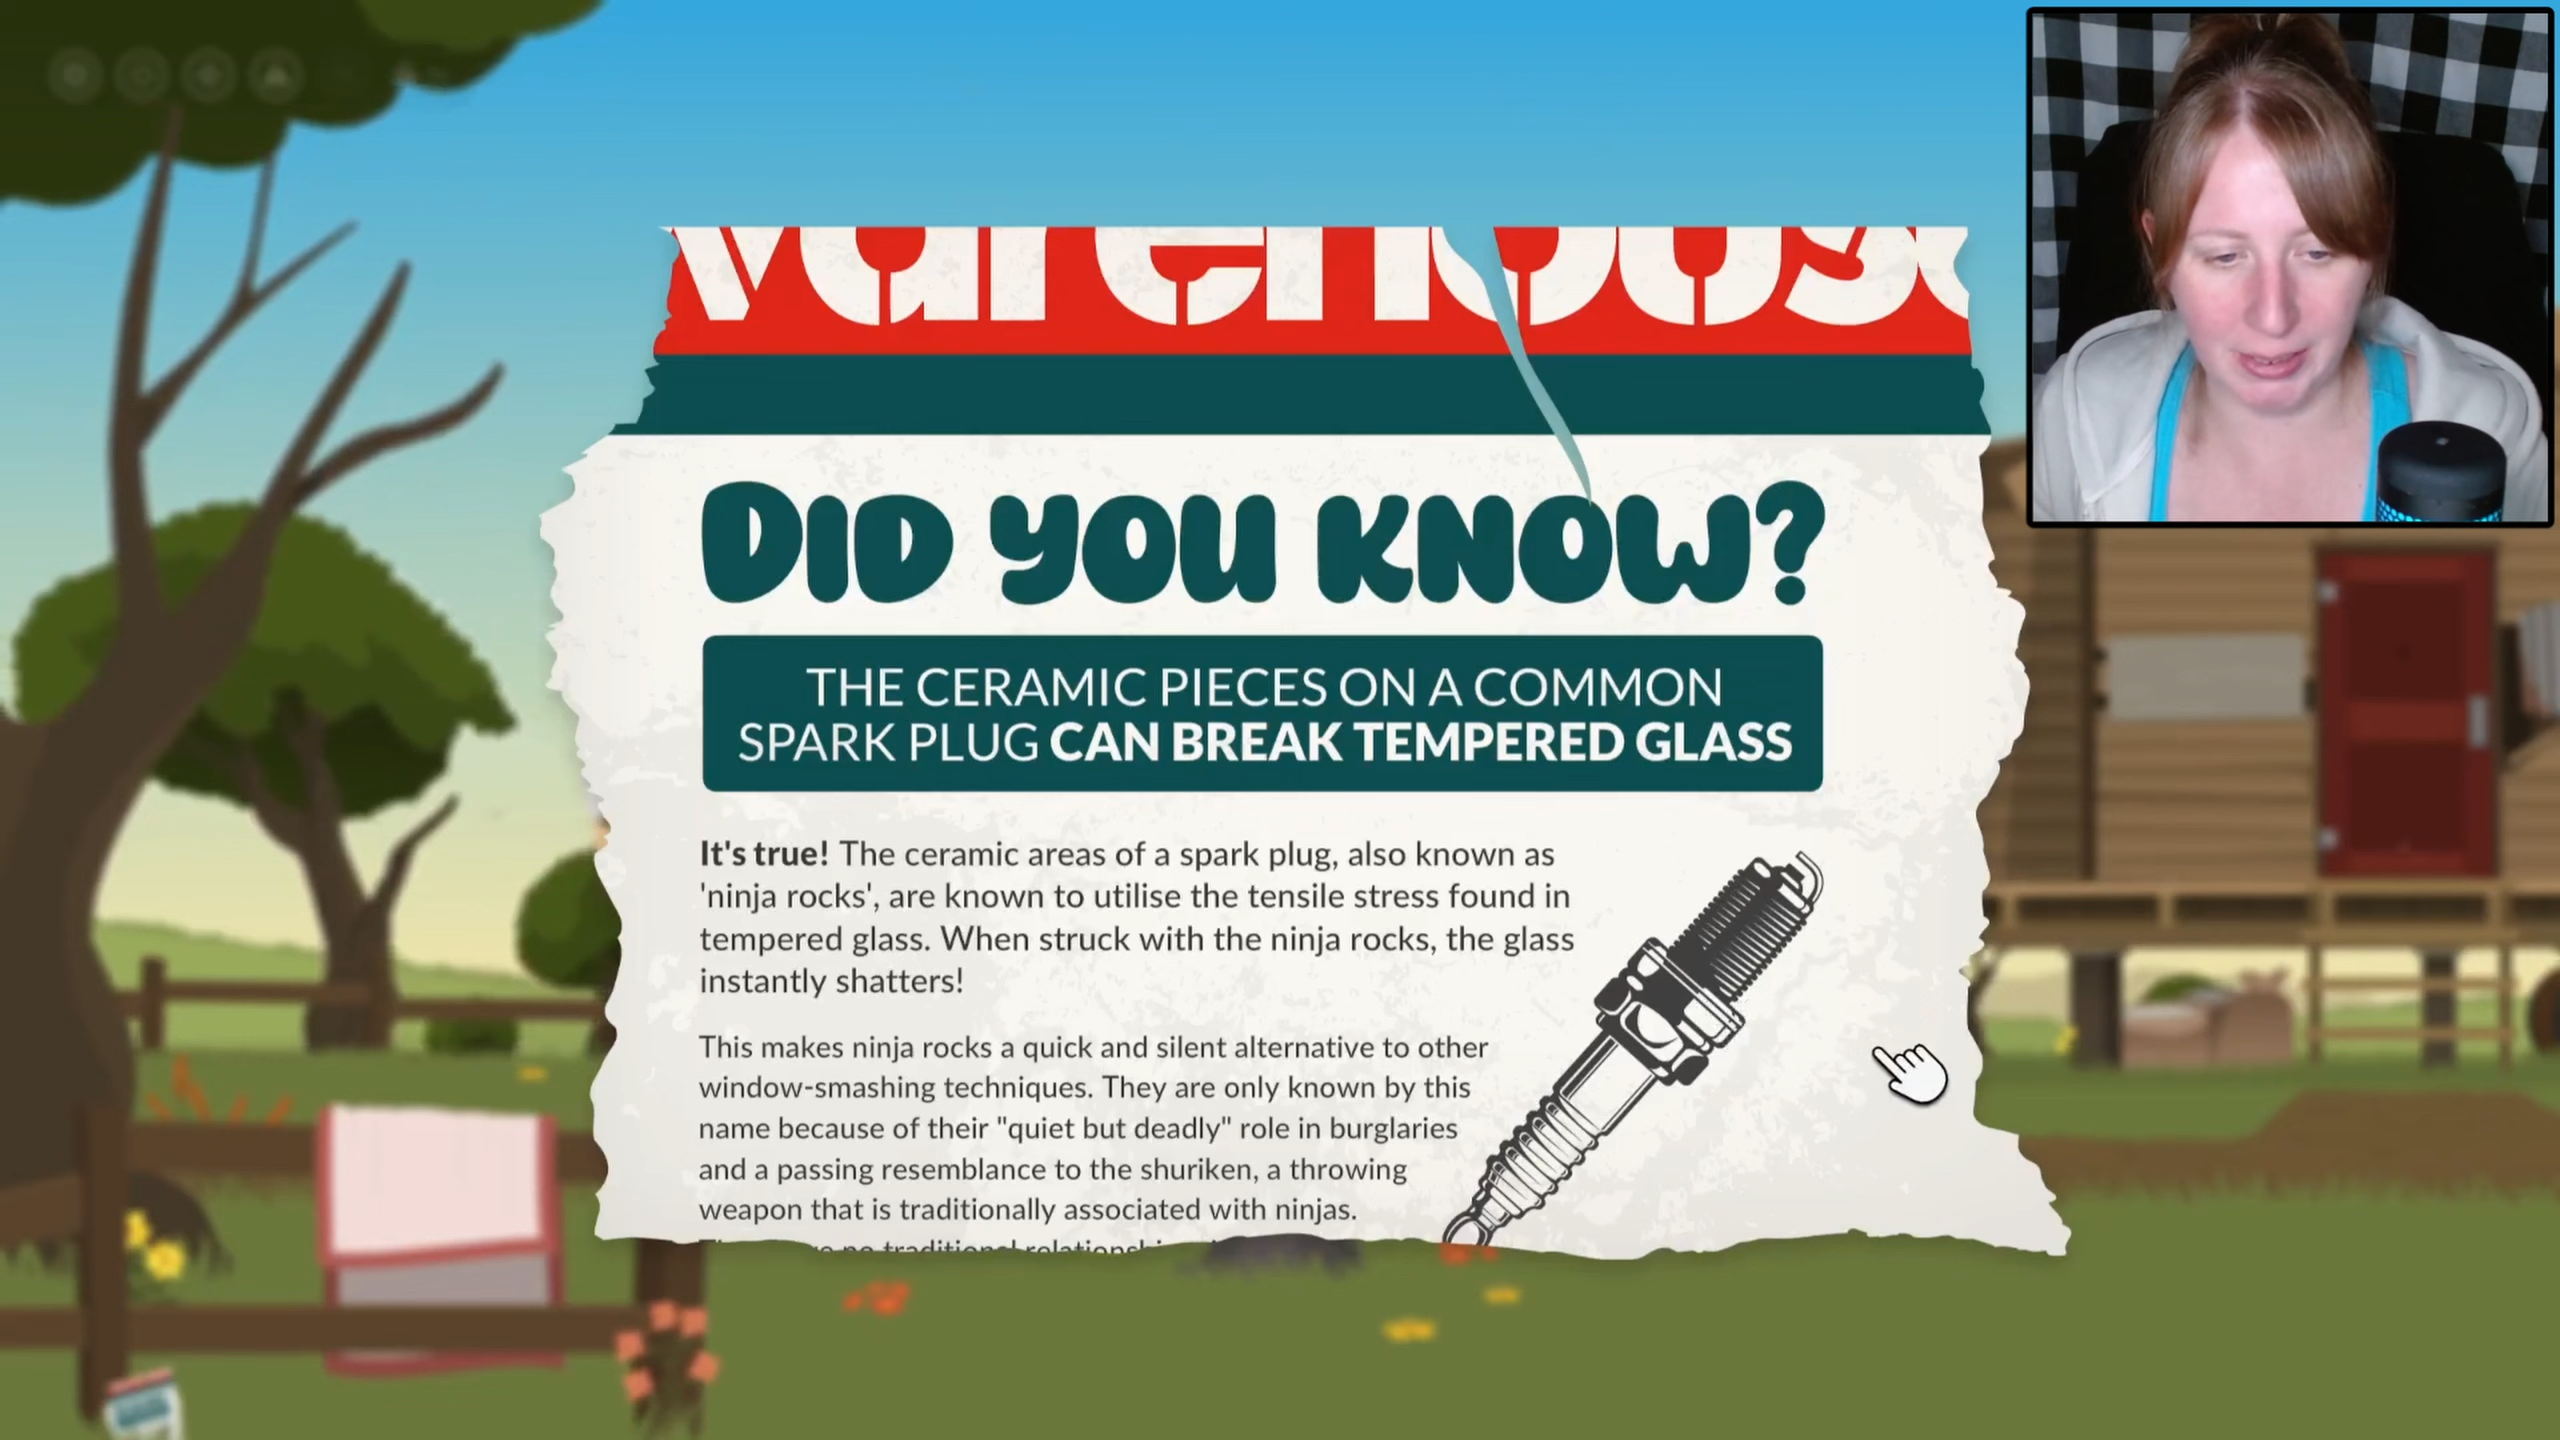 warehouse
DID YOU KNOW?
THE CERAMIC PIECES ON A COMMON
SPARK PLUG CAN BREAK TEMPERED GLASS
It's true! The ceramic areas of a spark plug, also known as
'ninja rocks', are known to utilise the tensile stress found in
tempered glass. When struck with the ninja rocks, the glass
instantly shatters!
This makes ninja rocks a quick and silent alternative to other
window-smashing techniques. They are only known by this
name because of their "quiet but deadly" role in burglaries
and a passing resemblance to the shuriken, a throwing
weapon that is traditionally associated with ninjas.
no traditional